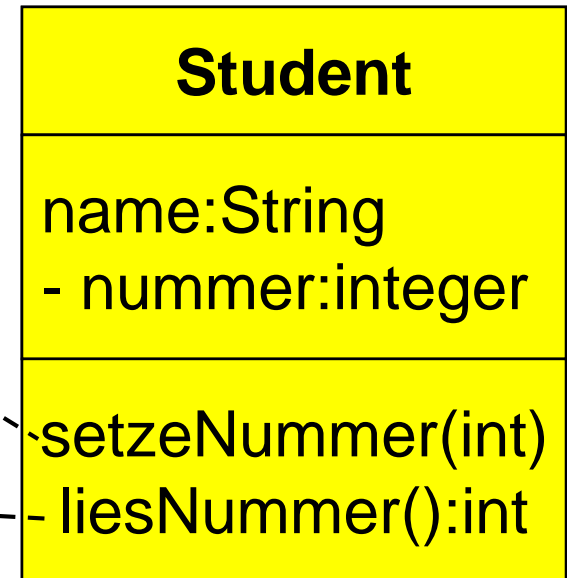 Student
name:String
- nummer:integer
setzeNummer(int)
liesNummer():int